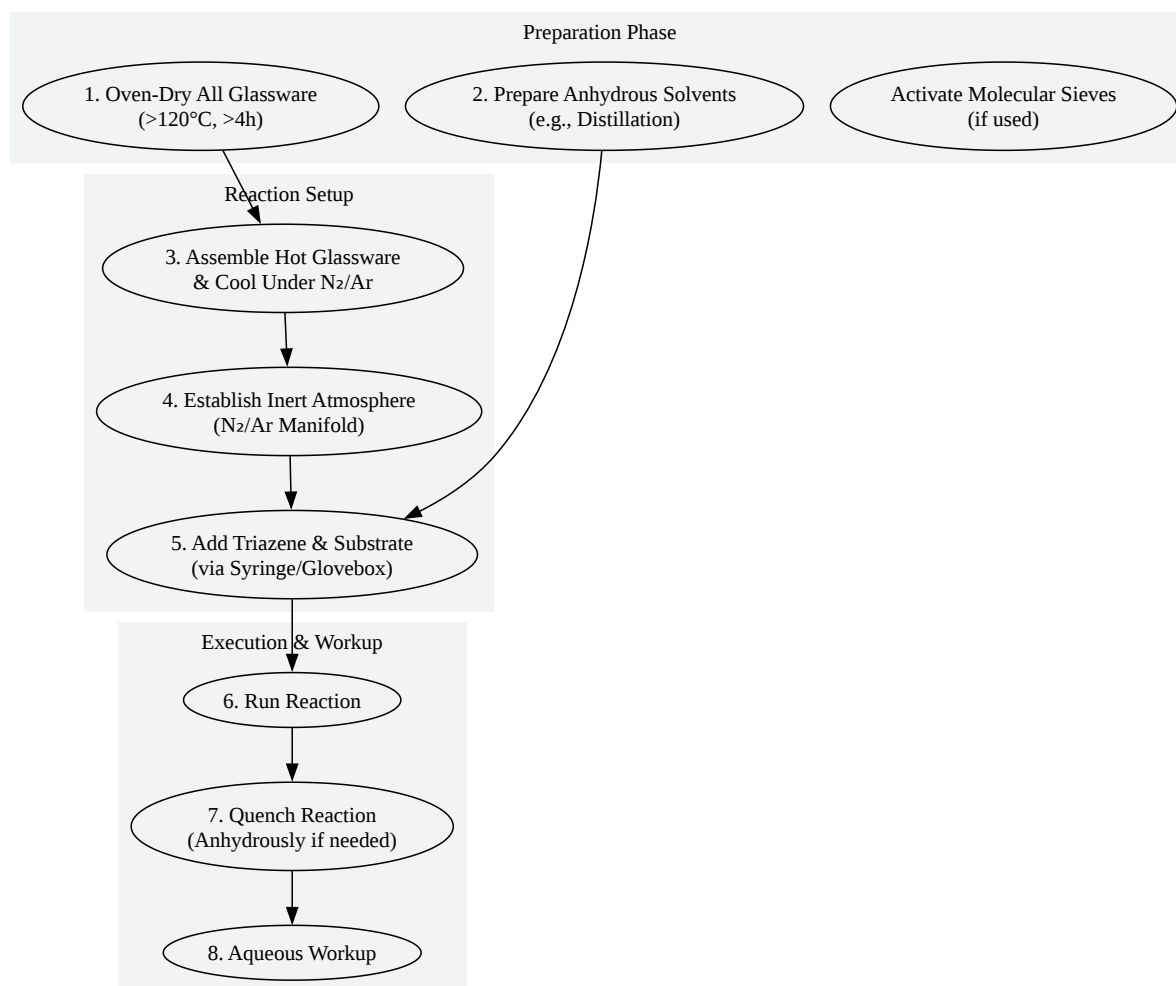 Preparation Phase
1. Oven-Dry All Glassware
(>120°C, >4h)
2. Prepare Anhydrous Solvents
(e.g., Distillation)
Activate Molecular Sieves
(if used)
Reaction Setup
3. Assemble Hot Glassware
& Cool Under N₂/Ar
4. Establish Inert Atmosphere
(N₂/Ar Manifold)
5. Add Triazene & Substrate
(via Syringe/Glovebox)
Execution & Workup
6. Run Reaction
7. Quench Reaction
(Anhydrously if needed)
8. Aqueous Workup